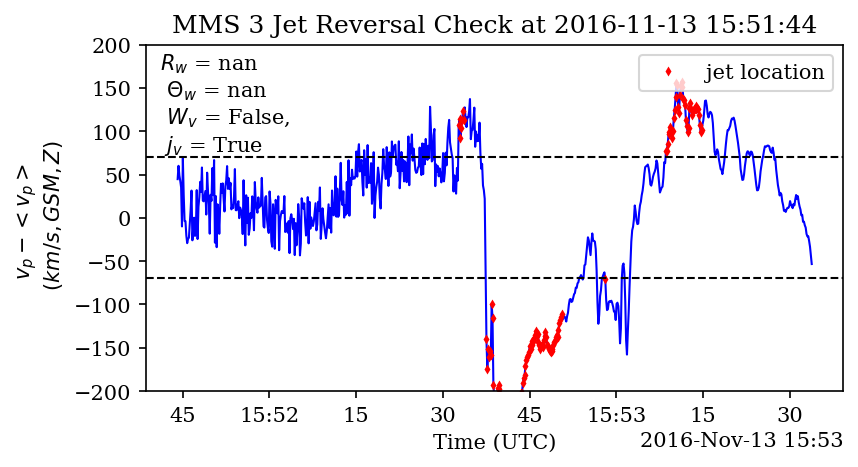 MMS 3 Jet Reversal Check at 2016-11-13 15:51:44
200
150
100
50
0
−50
−100
−150
−200
v_p − < v_p >
(km/s, GSM, Z)
R_w = nan
Θ_w = nan
W_v = False,
j_v = True
jet location
45 15:52 15 30 45 15:53 15 30
Time (UTC)
2016-Nov-13 15:53